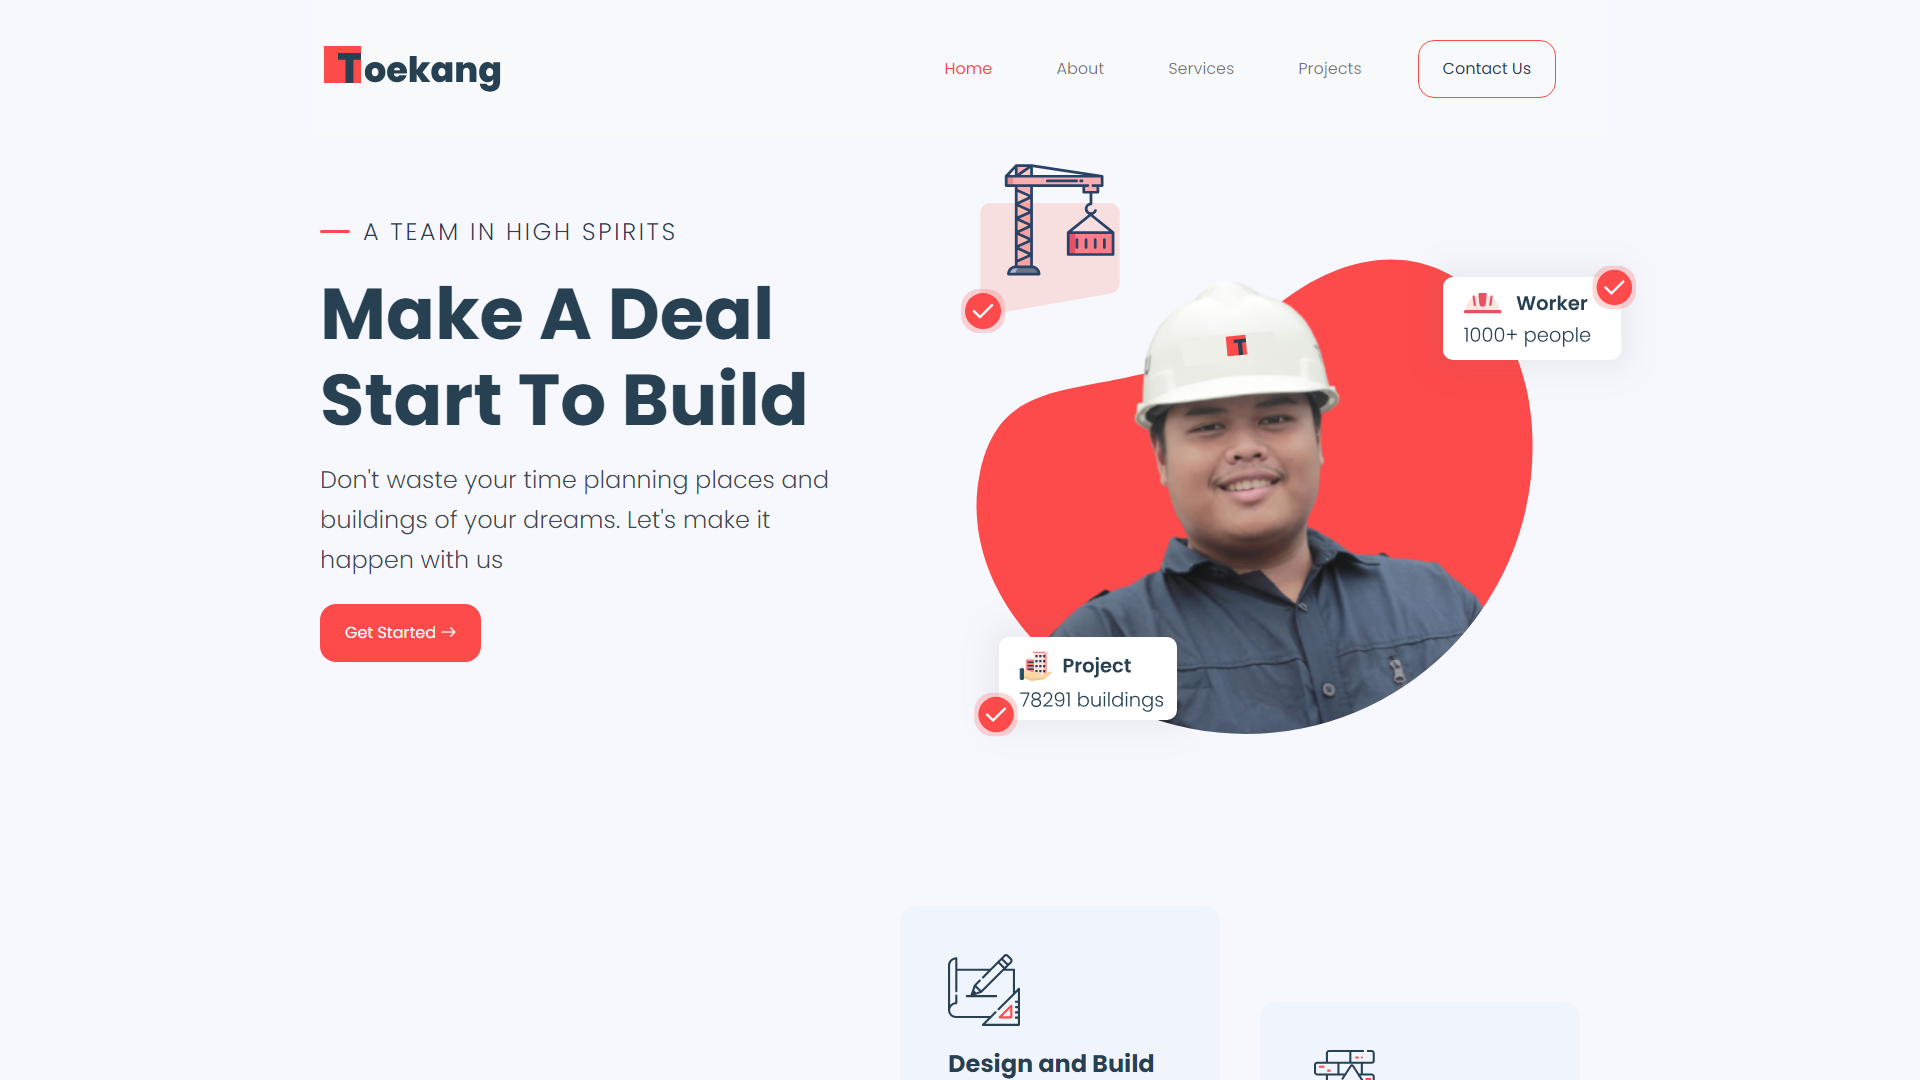 Toekang
Home
About
Services
Projects
Contact Us
A TEAM IN HIGH SPIRITS
Make A Deal
Start To Build
Don't waste your time planning places and
buildings of your dreams. Let's make it
happen with us
Get Started
Worker
1000+ people
T
Project
78291 buildings
Design and Build